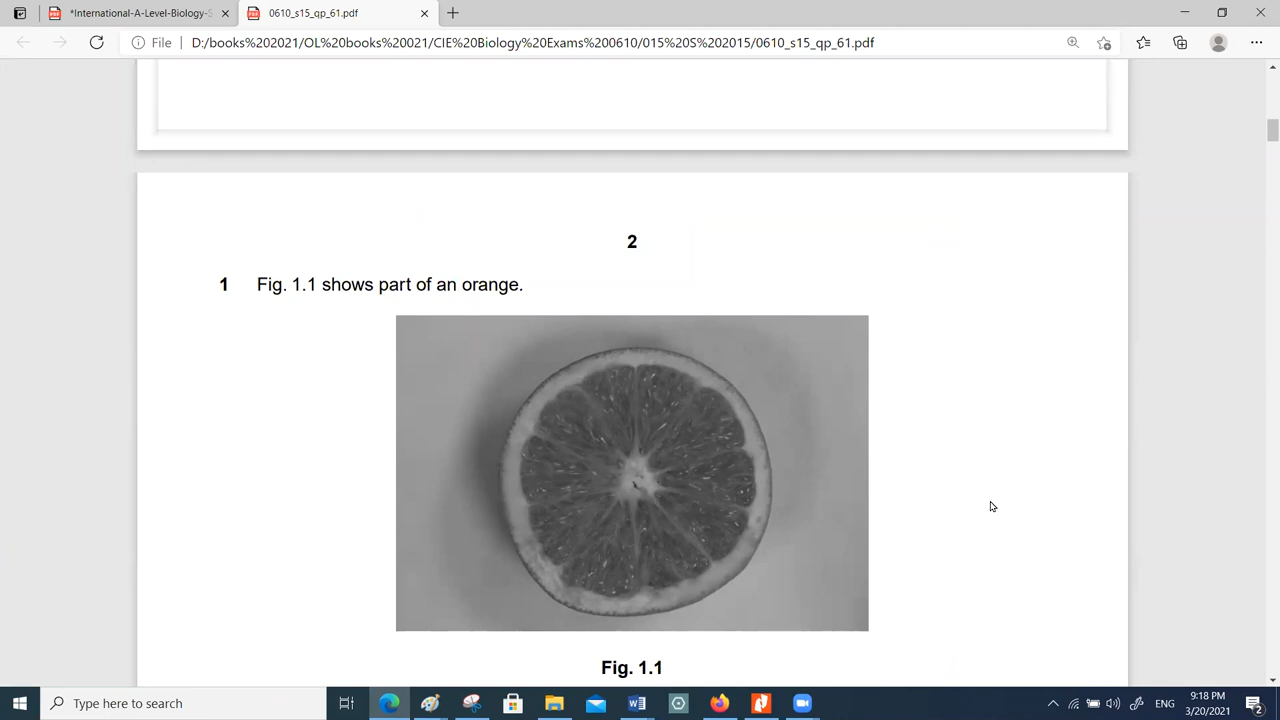 *International-A-Level-Biology-S
0610_s15_qp_61.pdf
File
D:/books%202021/OL%20books%20021/CIE%20Biology%20Exams%200610/015%20S%202015/0610_s15_qp_61.pdf
2
1 Fig. 1.1 shows part of an orange.
Fig. 1.1
Type here to search
ENG
9:18 PM
3/20/2021
2